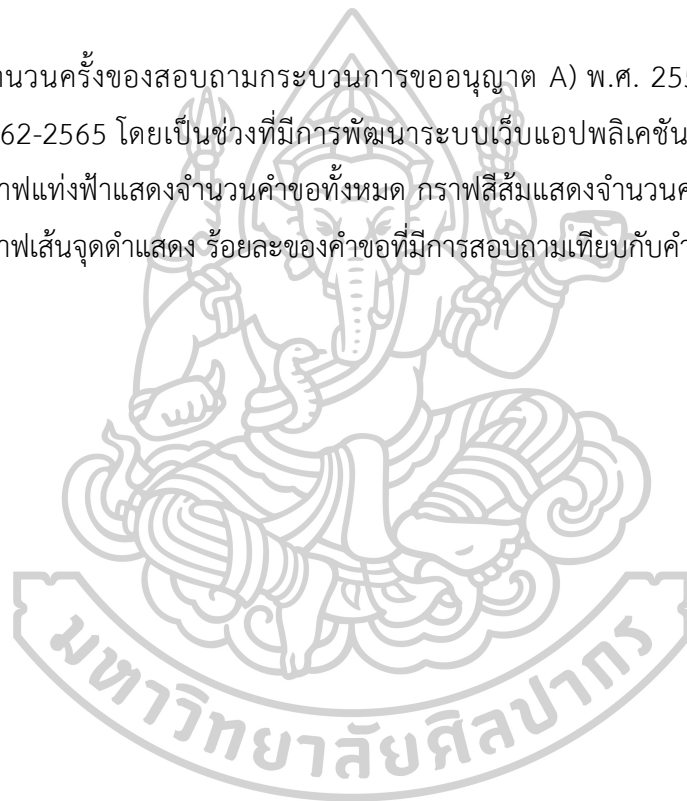 นวนครั้งของสอบถามกระบวนการขออนุญาต A) พ.ศ. 255
62-2565 โดยเป็นช่วงที่มีการพัฒนาระบบเว็บแอปพลิเคชัน
าฟแท่งฟ้าแสดงจำนวนคำขอทั้งหมด กราฟสีส้มแสดงจำนวนค
าฟเส้นจุดดำแสดง ร้อยละของคำขอที่มีการสอบถามเทียบกับคำ
มหาวิทยาลัยศิลปากร